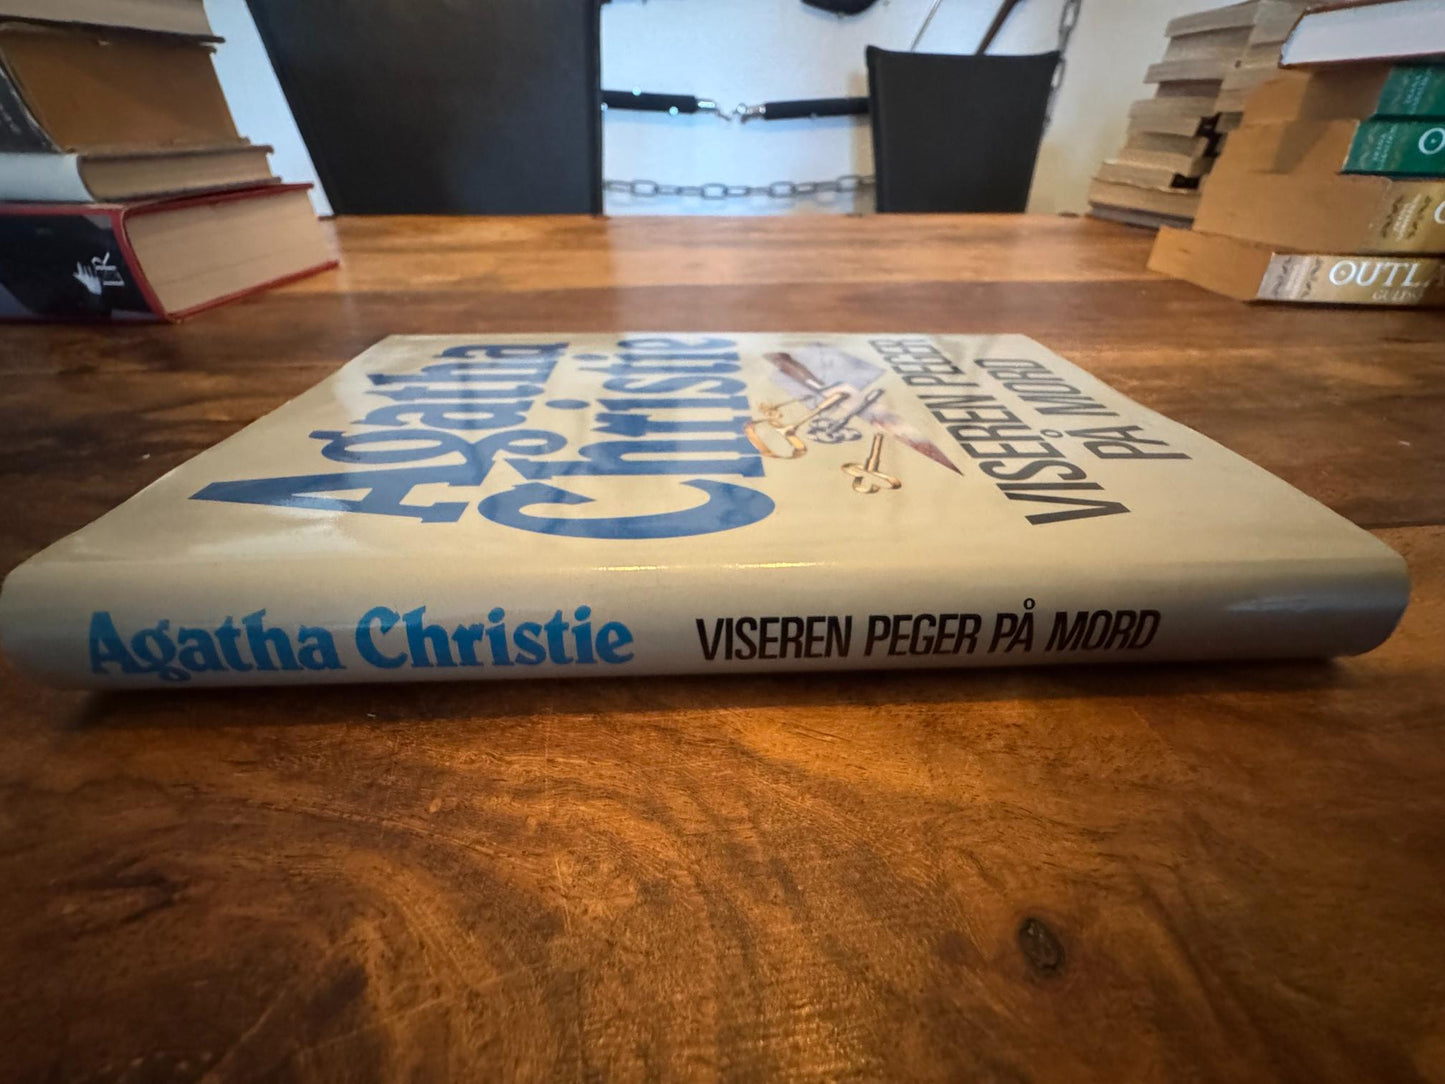 Agatha
Christie
VISEREN PEGER
PÅ MORD
Agatha Christie VISEREN PEGER PÅ MORD